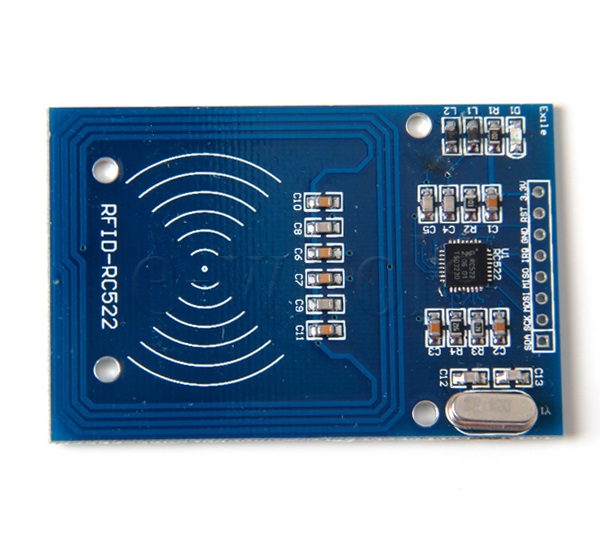 L2 L1 R1 D1
Exile
C10
C8
C6
C7
C9
C11
RFID-RC522
C5 C4 R2 C1
U1
RC522
3.3V
RST
GND
IRQ
MISO
MOSI
SCK
SDA
C3 R4 R3 C2
C12 C13
Y1